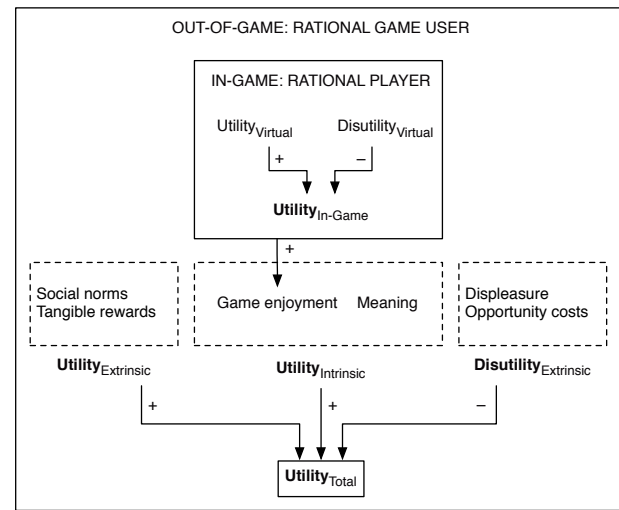 OUT-OF-GAME: RATIONAL GAME USER
IN-GAME: RATIONAL PLAYER
UtilityVirtual
DisutilityVirtual
+
–
UtilityIn-Game
+
Social norms
Tangible rewards
Game enjoyment
Meaning
Displeasure
Opportunity costs
UtilityExtrinsic
UtilityIntrinsic
DisutilityExtrinsic
+
+
–
UtilityTotal